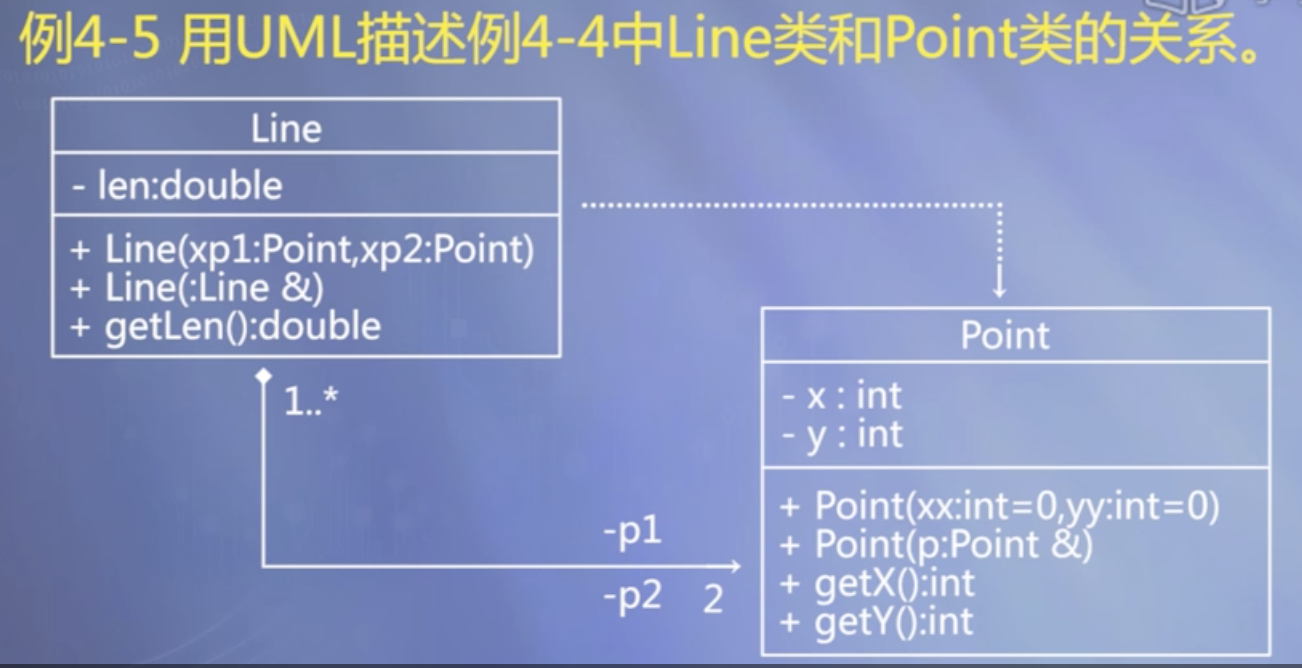 例4-5 用UML描述例4-4中Line类和Point类的关系。
Line
- len:double
+ Line(xp1:Point,xp2:Point)
+ Line(:Line &)
+ getLen():double
1..*
-p1
-p2 2
Point
- x : int
- y : int
+ Point(xx:int=0,yy:int=0)
+ Point(p:Point &)
+ getX():int
+ getY():int